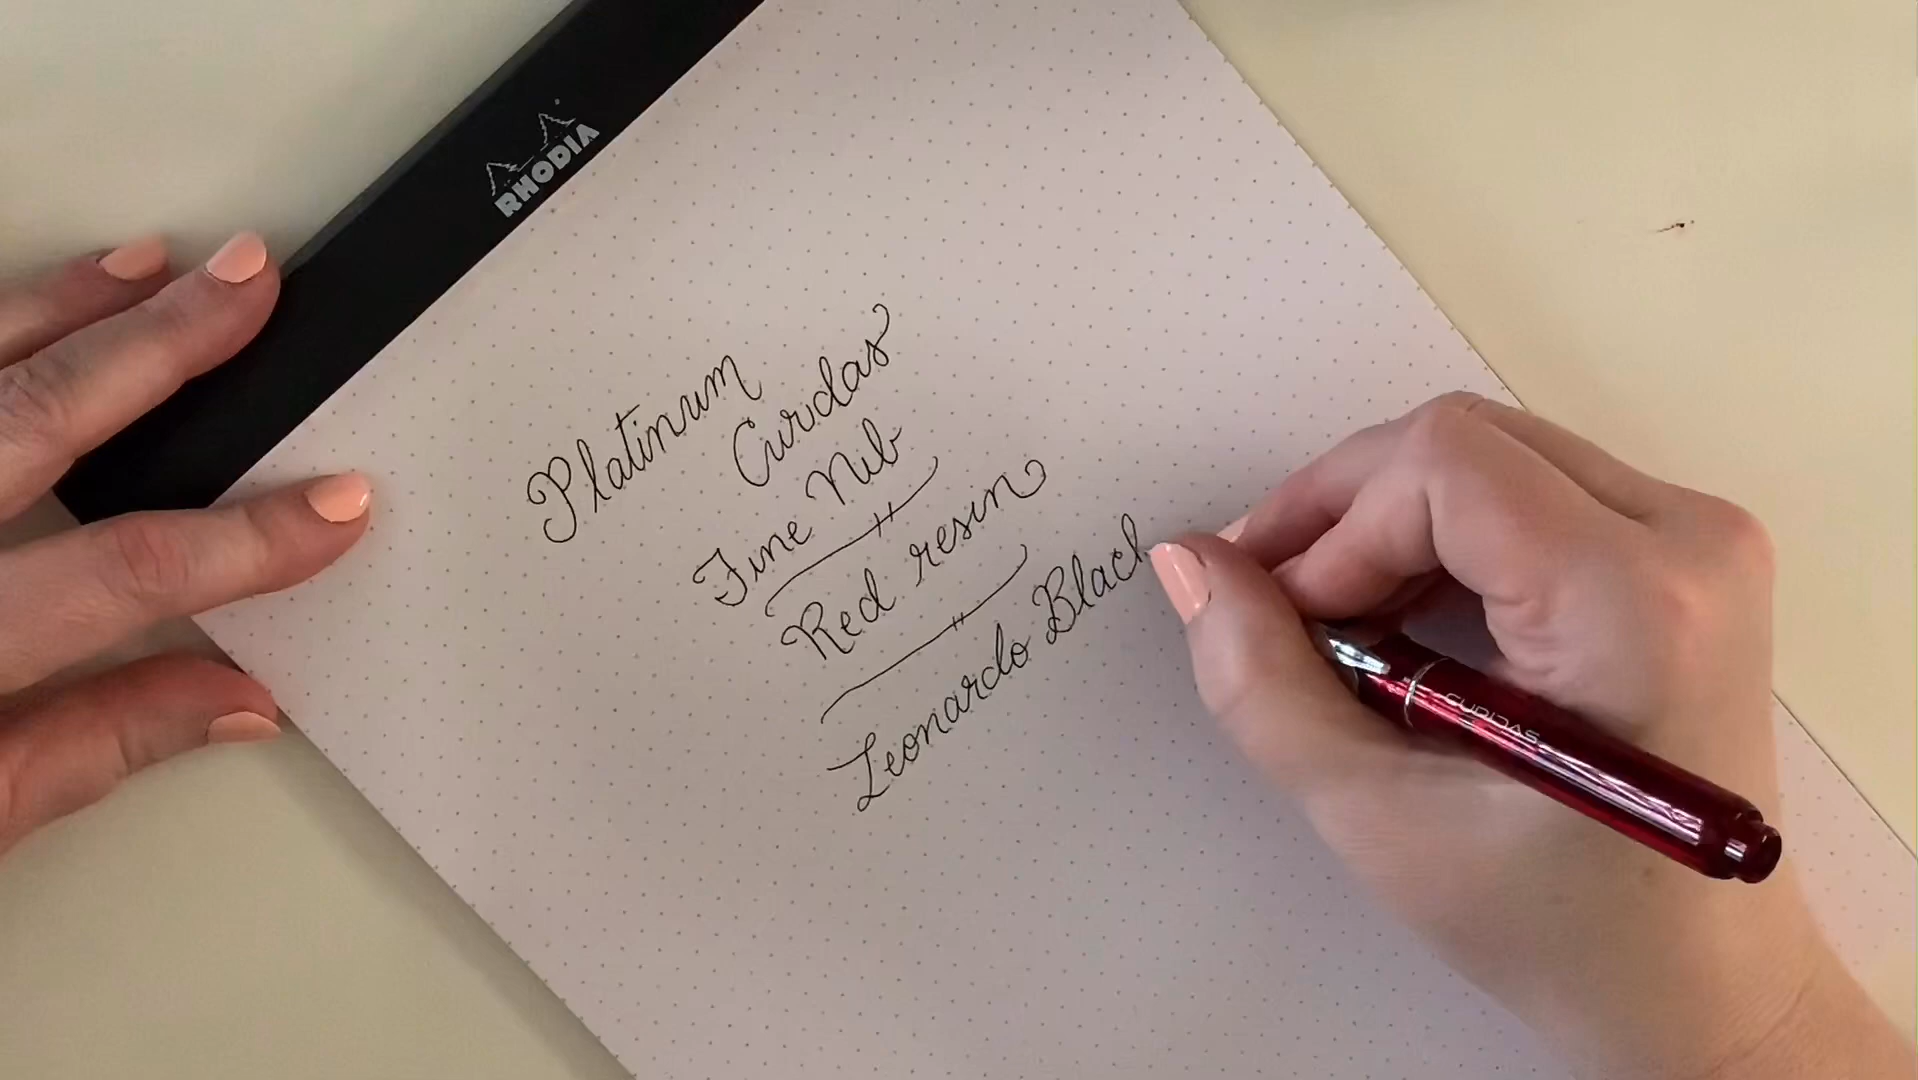 RHODIA
Platinum
Curidas
Fine Nib
Red resin
Leonardo Black
CURIDAS